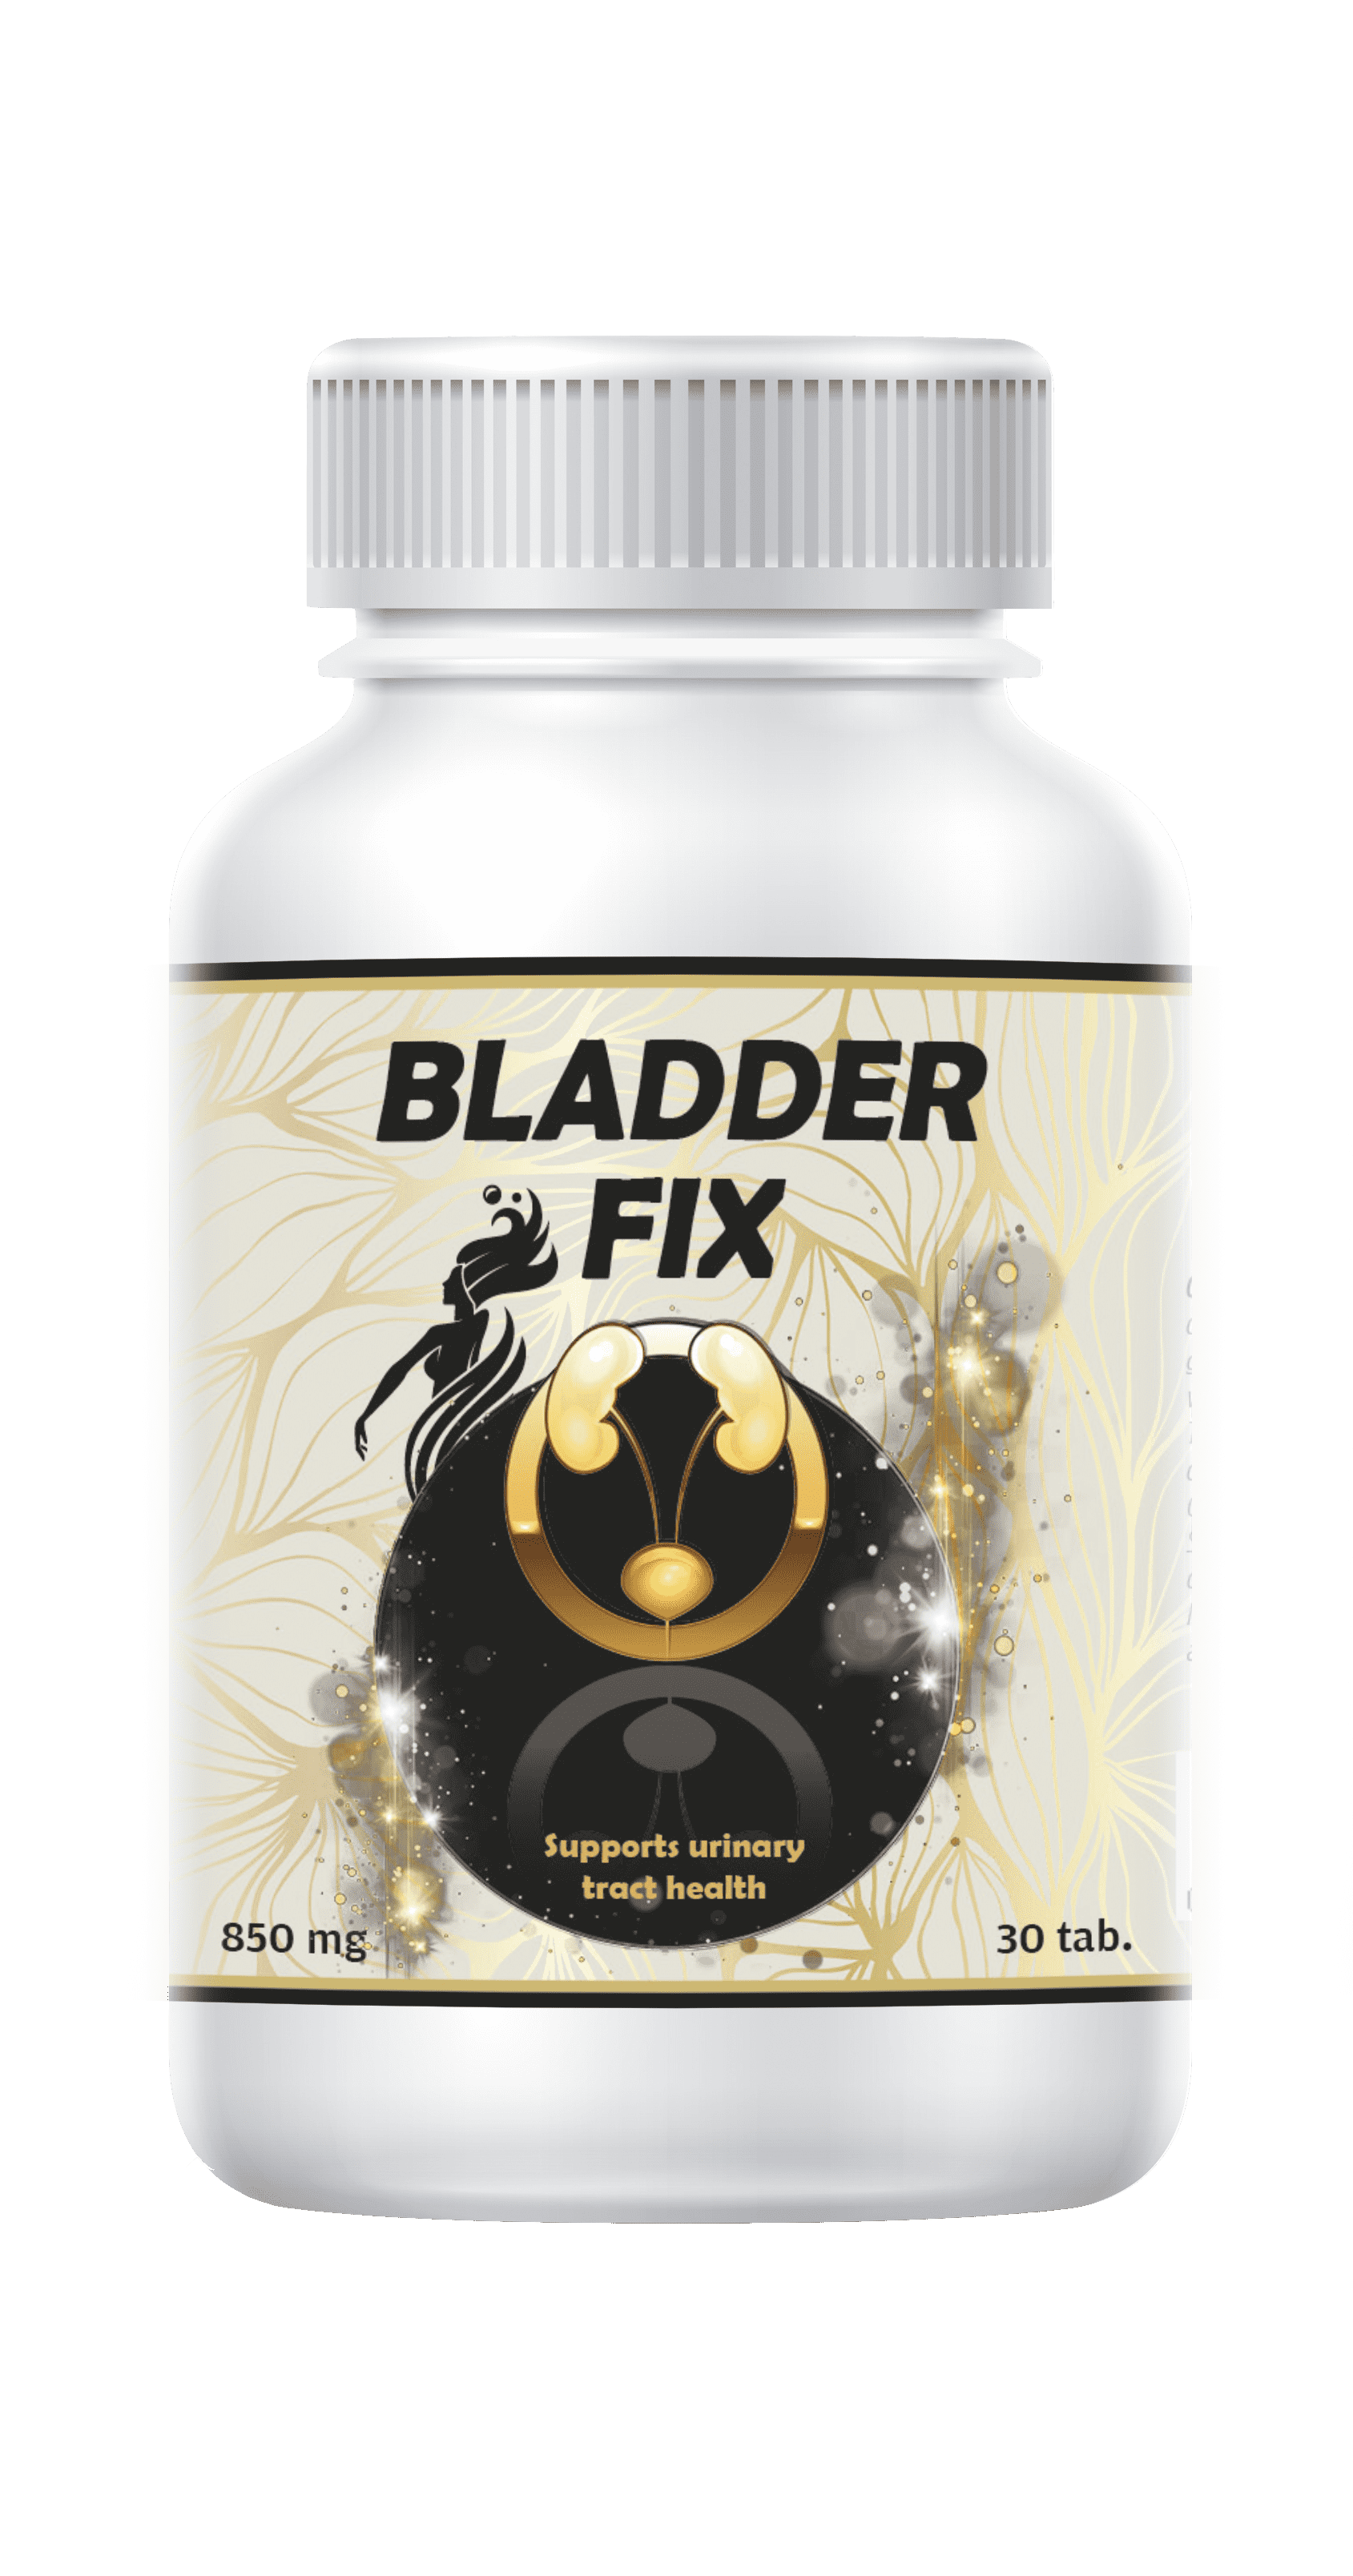 BLADDER
FIX
Supports urinary
tract health
850 mg
30 tab.